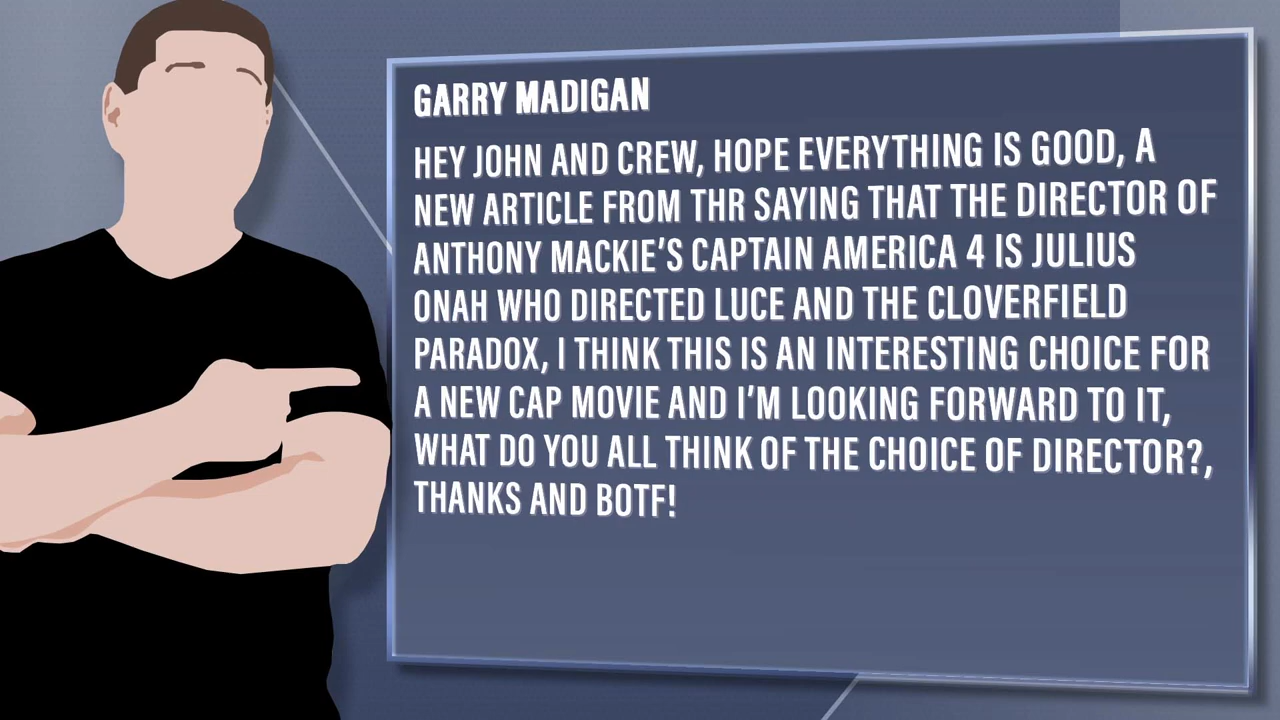 GARRY MADIGAN
HEY JOHN AND CREW, HOPE EVERYTHING IS GOOD, A
NEW ARTICLE FROM THR SAYING THAT THE DIRECTOR OF
ANTHONY MACKIE'S CAPTAIN AMERICA 4 IS JULIUS
ONAH WHO DIRECTED LUCE AND THE CLOVERFIELD
PARADOX, I THINK THIS IS AN INTERESTING CHOICE FOR
A NEW CAP MOVIE AND I'M LOOKING FORWARD TO IT,
WHAT DO YOU ALL THINK OF THE CHOICE OF DIRECTOR?,
THANKS AND BOTF!